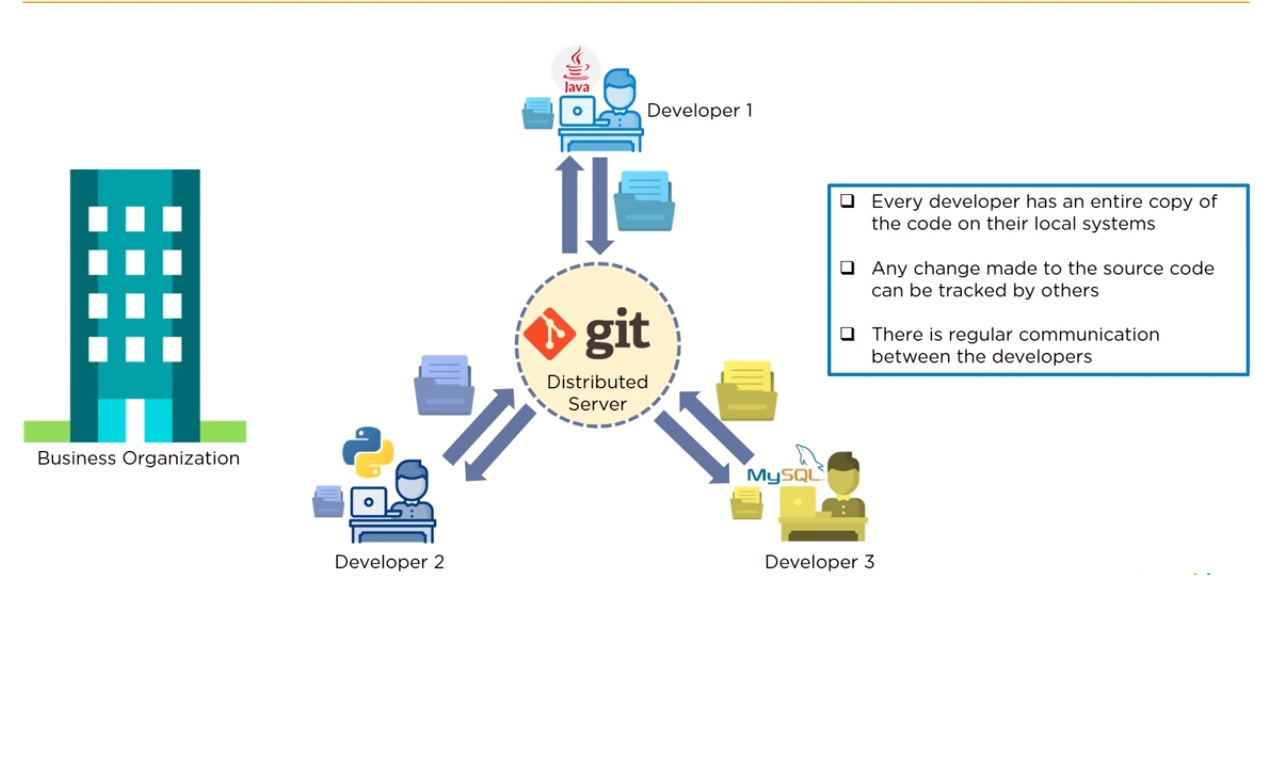 Java
Developer 1
Every developer has an entire copy of
the code on their local systems
Any change made to the source code
can be tracked by others
There is regular communication
between the developers
git
Distributed
Server
Business Organization
MySQL
Developer 2
Developer 3